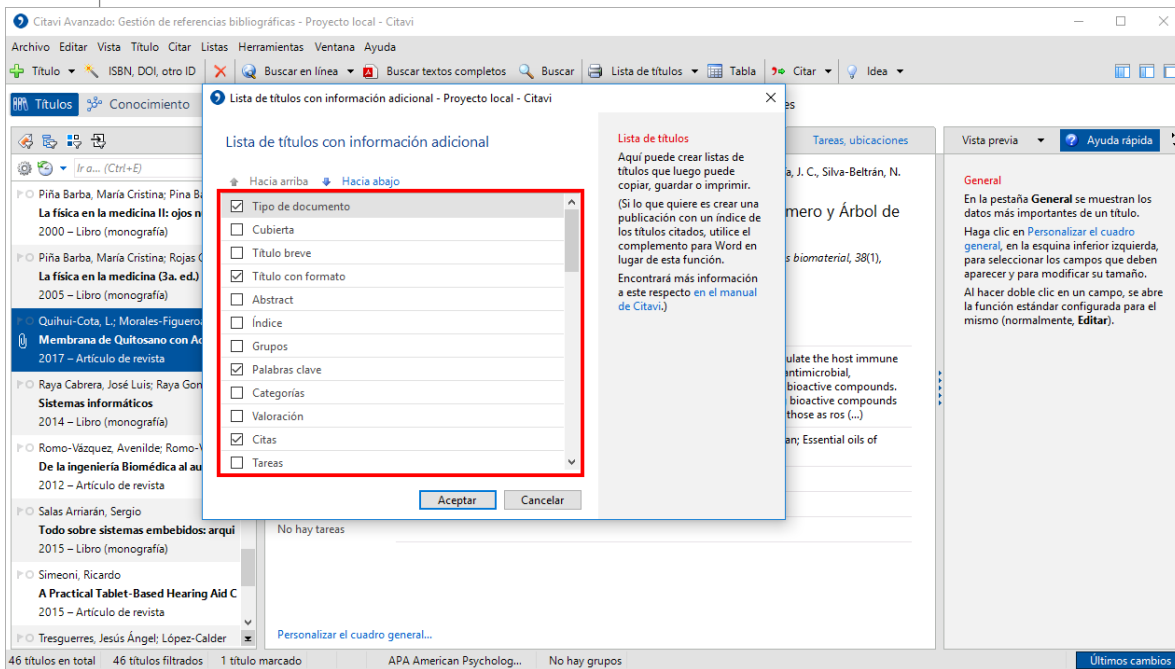 Citavi Avanzado: Gestión de referencias bibliográficas - Proyecto local - Citavi
Archivo Editar Vista Título Citar Listas Herramientas Ventana Ayuda
Título ISBN, DOI, otro ID Buscar en línea Buscar textos completos Buscar Lista de títulos Tabla Citar Idea
Títulos Conocimiento
es
Ir a... (Ctrl+E)
Piña Barba, María Cristina; Pina Ba
La física en la medicina II: ojos n
2000 – Libro (monografía)
Piña Barba, María Cristina; Rojas
La física en la medicina (3a. ed.)
2005 – Libro (monografía)
Quihui-Cota, L.; Morales-Figueroa
Membrana de Quitosano con Ac
2017 – Artículo de revista
Raya Cabrera, José Luis; Raya Gon
Sistemas informáticos
2014 – Libro (monografía)
Romo-Vázquez, Avenilde; Romo-V
De la ingeniería Biomédica al au
2012 – Artículo de revista
Salas Arriarán, Sergio
Todo sobre sistemas embebidos: arqui
2015 – Libro (monografía)
Simeoni, Ricardo
A Practical Tablet-Based Hearing Aid C
2015 – Artículo de revista
Tresguerres, Jesús Ángel; López-Calder
Lista de títulos con información adicional - Proyecto local - Citavi
Lista de títulos con información adicional
Hacia arriba Hacia abajo
Tipo de documento
Cubierta
Título breve
Título con formato
Abstract
Índice
Grupos
Palabras clave
Categorías
Valoración
Citas
Tareas
Aceptar Cancelar
Lista de títulos
Aquí puede crear listas de
títulos que luego puede
copiar, guardar o imprimir.
(Si lo que quiere es crear una
publicación con un índice de
los títulos citados, utilice el
complemento para Word en
lugar de esta función.
Encontrará más información
a este respecto en el manual
de Citavi.)
Tareas, ubicaciones
a, J. C., Silva-Beltrán, N.
mero y Árbol de
s biomaterial, 38(1),
ulate the host immune
antimicrobial,
bioactive compounds.
bioactive compounds
those as ros (...)
an; Essential oils of
No hay tareas
Personalizar el cuadro general...
Vista previa Ayuda rápida
General
En la pestaña General se muestran los
datos más importantes de un título.
Haga clic en Personalizar el cuadro
general, en la esquina inferior izquierda,
para seleccionar los campos que deben
aparecer y para modificar su tamaño.
Al hacer doble clic en un campo, se abre
la función estándar configurada para el
mismo (normalmente, Editar).
46 títulos en total 46 títulos filtrados 1 título marcado APA American Psycholog... No hay grupos Últimos cambios